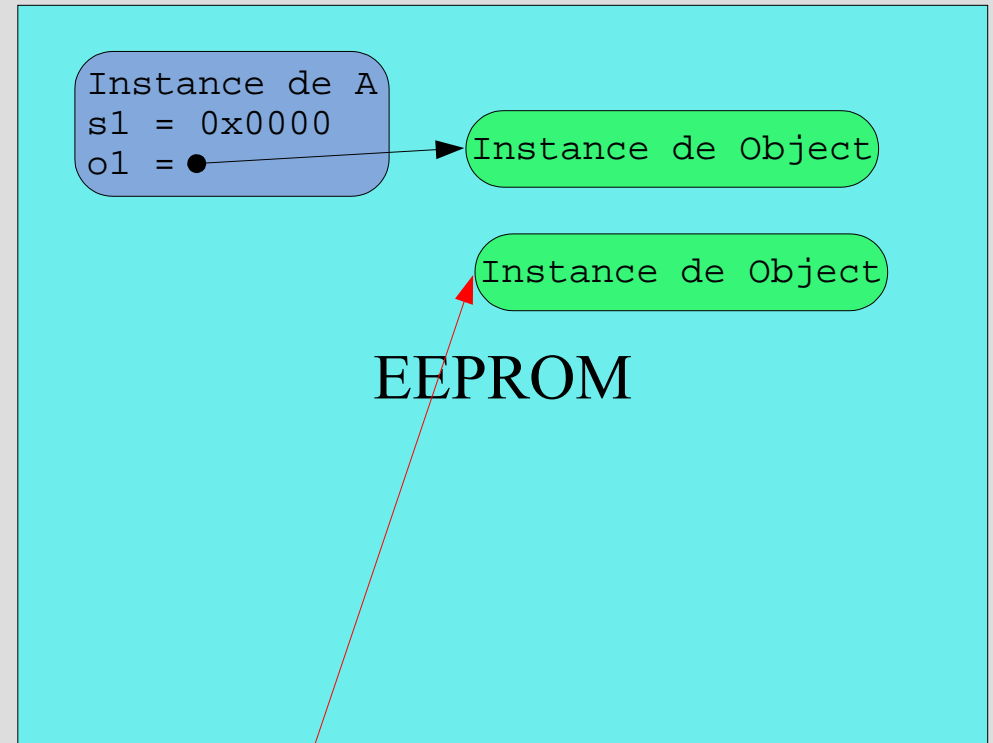 Instance de A
s1 = 0x0000
o1 =
Instance de Object
Instance de Object
EEPROM